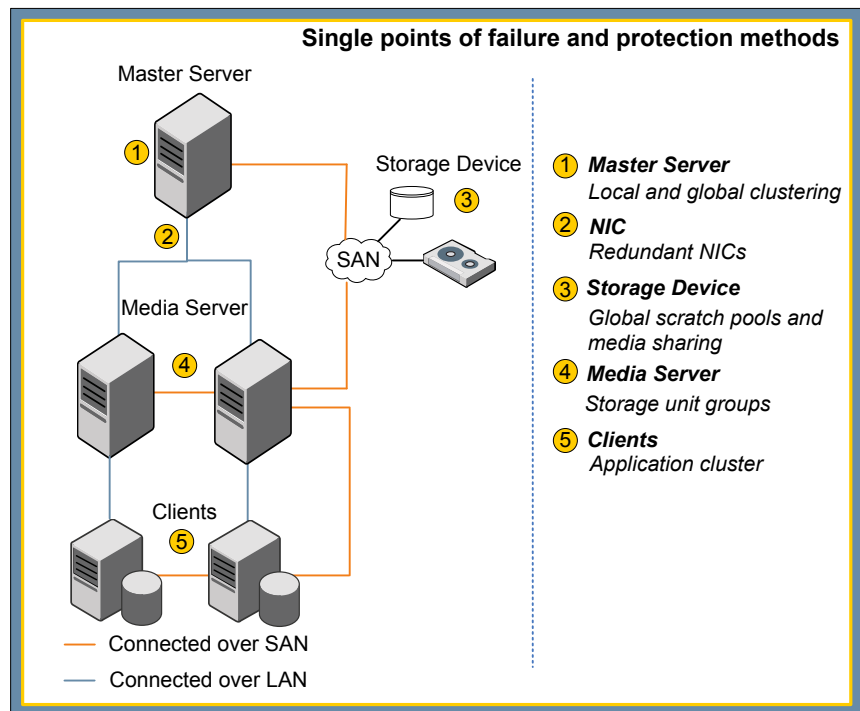 Single points of failure and protection methods
Master Server
1
2
Storage Device
3
SAN
Media Server
4
Clients
5
Connected over SAN
Connected over LAN
1 Master Server
Local and global clustering
2 NIC
Redundant NICs
3 Storage Device
Global scratch pools and
media sharing
4 Media Server
Storage unit groups
5 Clients
Application cluster